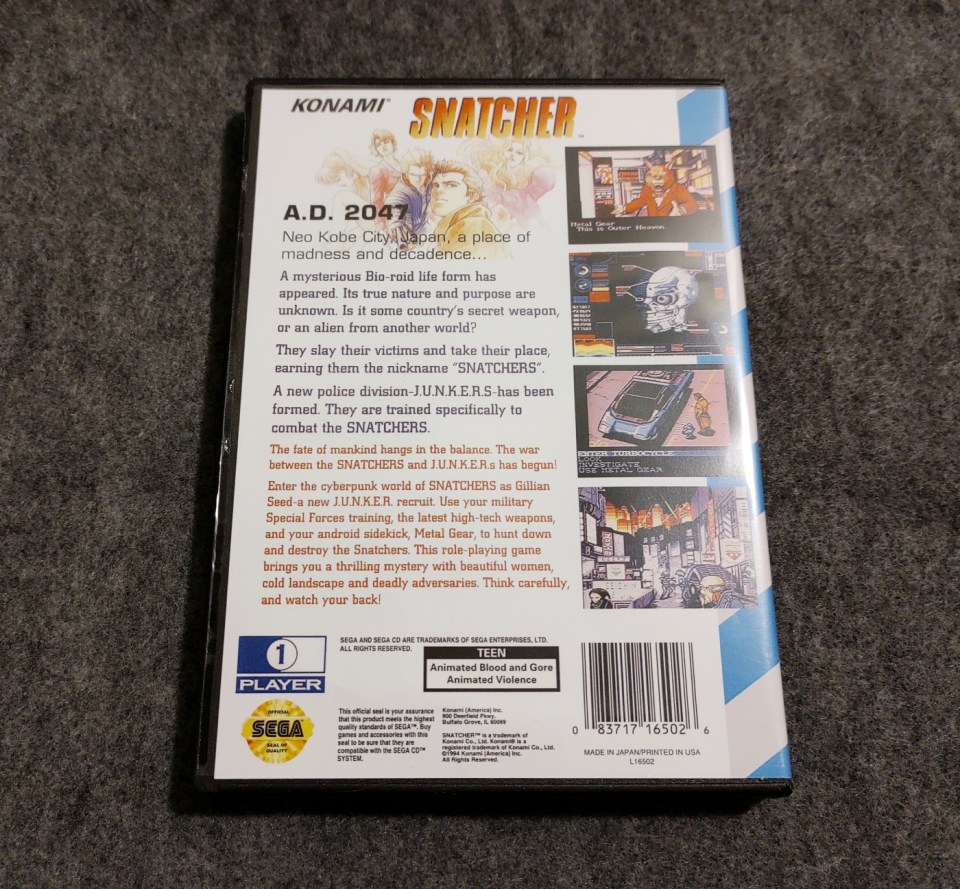 KONAMI®
SNATCHER™
A.D. 2047
Neo Kobe City, Japan, a place of
madness and decadence...
A mysterious Bio-roid life form has
appeared. Its true nature and purpose are
unknown. Is it some country's secret weapon,
or an alien from another world?
They slay their victims and take their place,
earning them the nickname "SNATCHERS".
A new police division-J.U.N.K.E.R.S-has been
formed. They are trained specifically to
combat the SNATCHERS.
The fate of mankind hangs in the balance. The war
between the SNATCHERS and J.U.N.K.E.R.s has begun!
Enter the cyberpunk world of SNATCHERS as Gillian
Seed-a new J.U.N.K.E.R. recruit. Use your military
Special Forces training, the latest high-tech weapons,
and your android sidekick, Metal Gear, to hunt down
and destroy the Snatchers. This role-playing game
brings you a thrilling mystery with beautiful women,
cold landscape and deadly adversaries. Think carefully,
and watch your back!
Metal Gear
This is Outer Heaven.
ENTER TURBOCYCLE
LOOK
INVESTIGATE
USE METAL GEAR
1
PLAYER
SEGA AND SEGA CD ARE TRADEMARKS OF SEGA ENTERPRISES, LTD.
ALL RIGHTS RESERVED.
TEEN
Animated Blood and Gore
Animated Violence
OFFICIAL
SEGA
SEAL OF
QUALITY
This official seal is your assurance
that this product meets the highest
quality standards of SEGA™. Buy
games and accessories with this
seal to be sure that they are
compatible with the SEGA CD™
SYSTEM.
Konami (America) Inc.
900 Deerfield Pkwy.
Buffalo Grove, IL 60089
SNATCHER™ is a trademark of
Konami Co., Ltd. Konami® is a
registered trademark of Konami Co., Ltd.
©1994 Konami (America) Inc.
All Rights Reserved.
0 83717 16502 6
MADE IN JAPAN/PRINTED IN USA
L16502